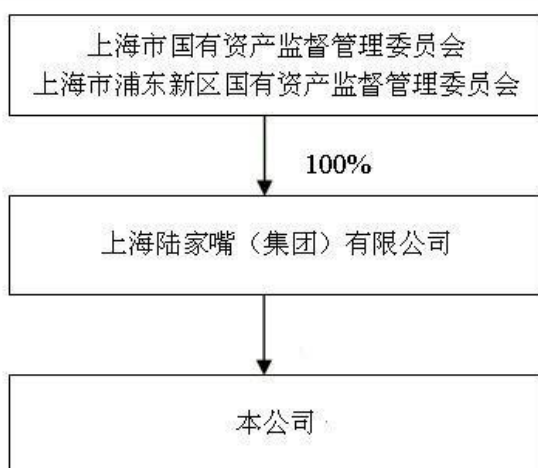 上海市国有资产监督管理委员会
上海市浦东新区国有资产监督管理委员会
100%
上海陆家嘴（集团）有限公司
本公司